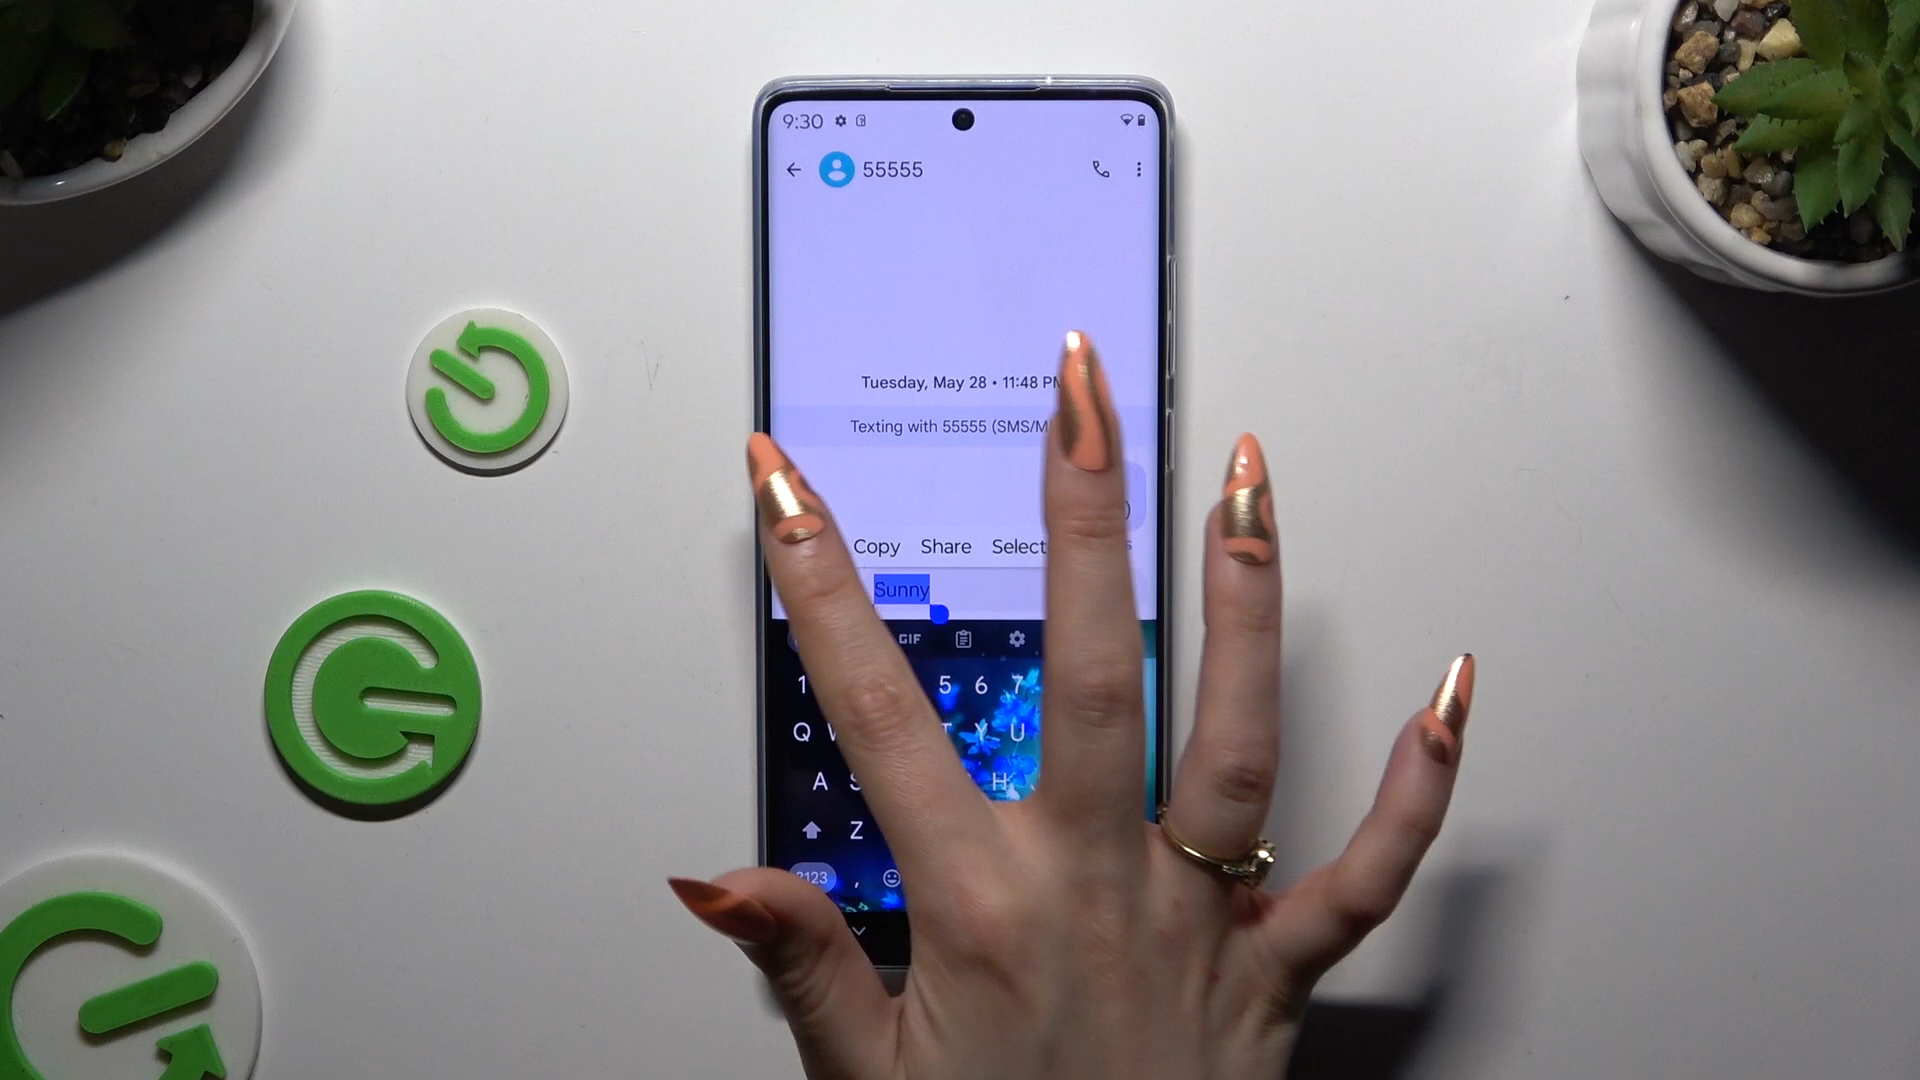 9:30
55555
Tuesday, May 28 • 11:48 PM
Texting with 55555 (SMS/M
)
Copy Share Select
Sunny
GIF
1 5 6 7
Q Y U
A S H
Z
?123 ,